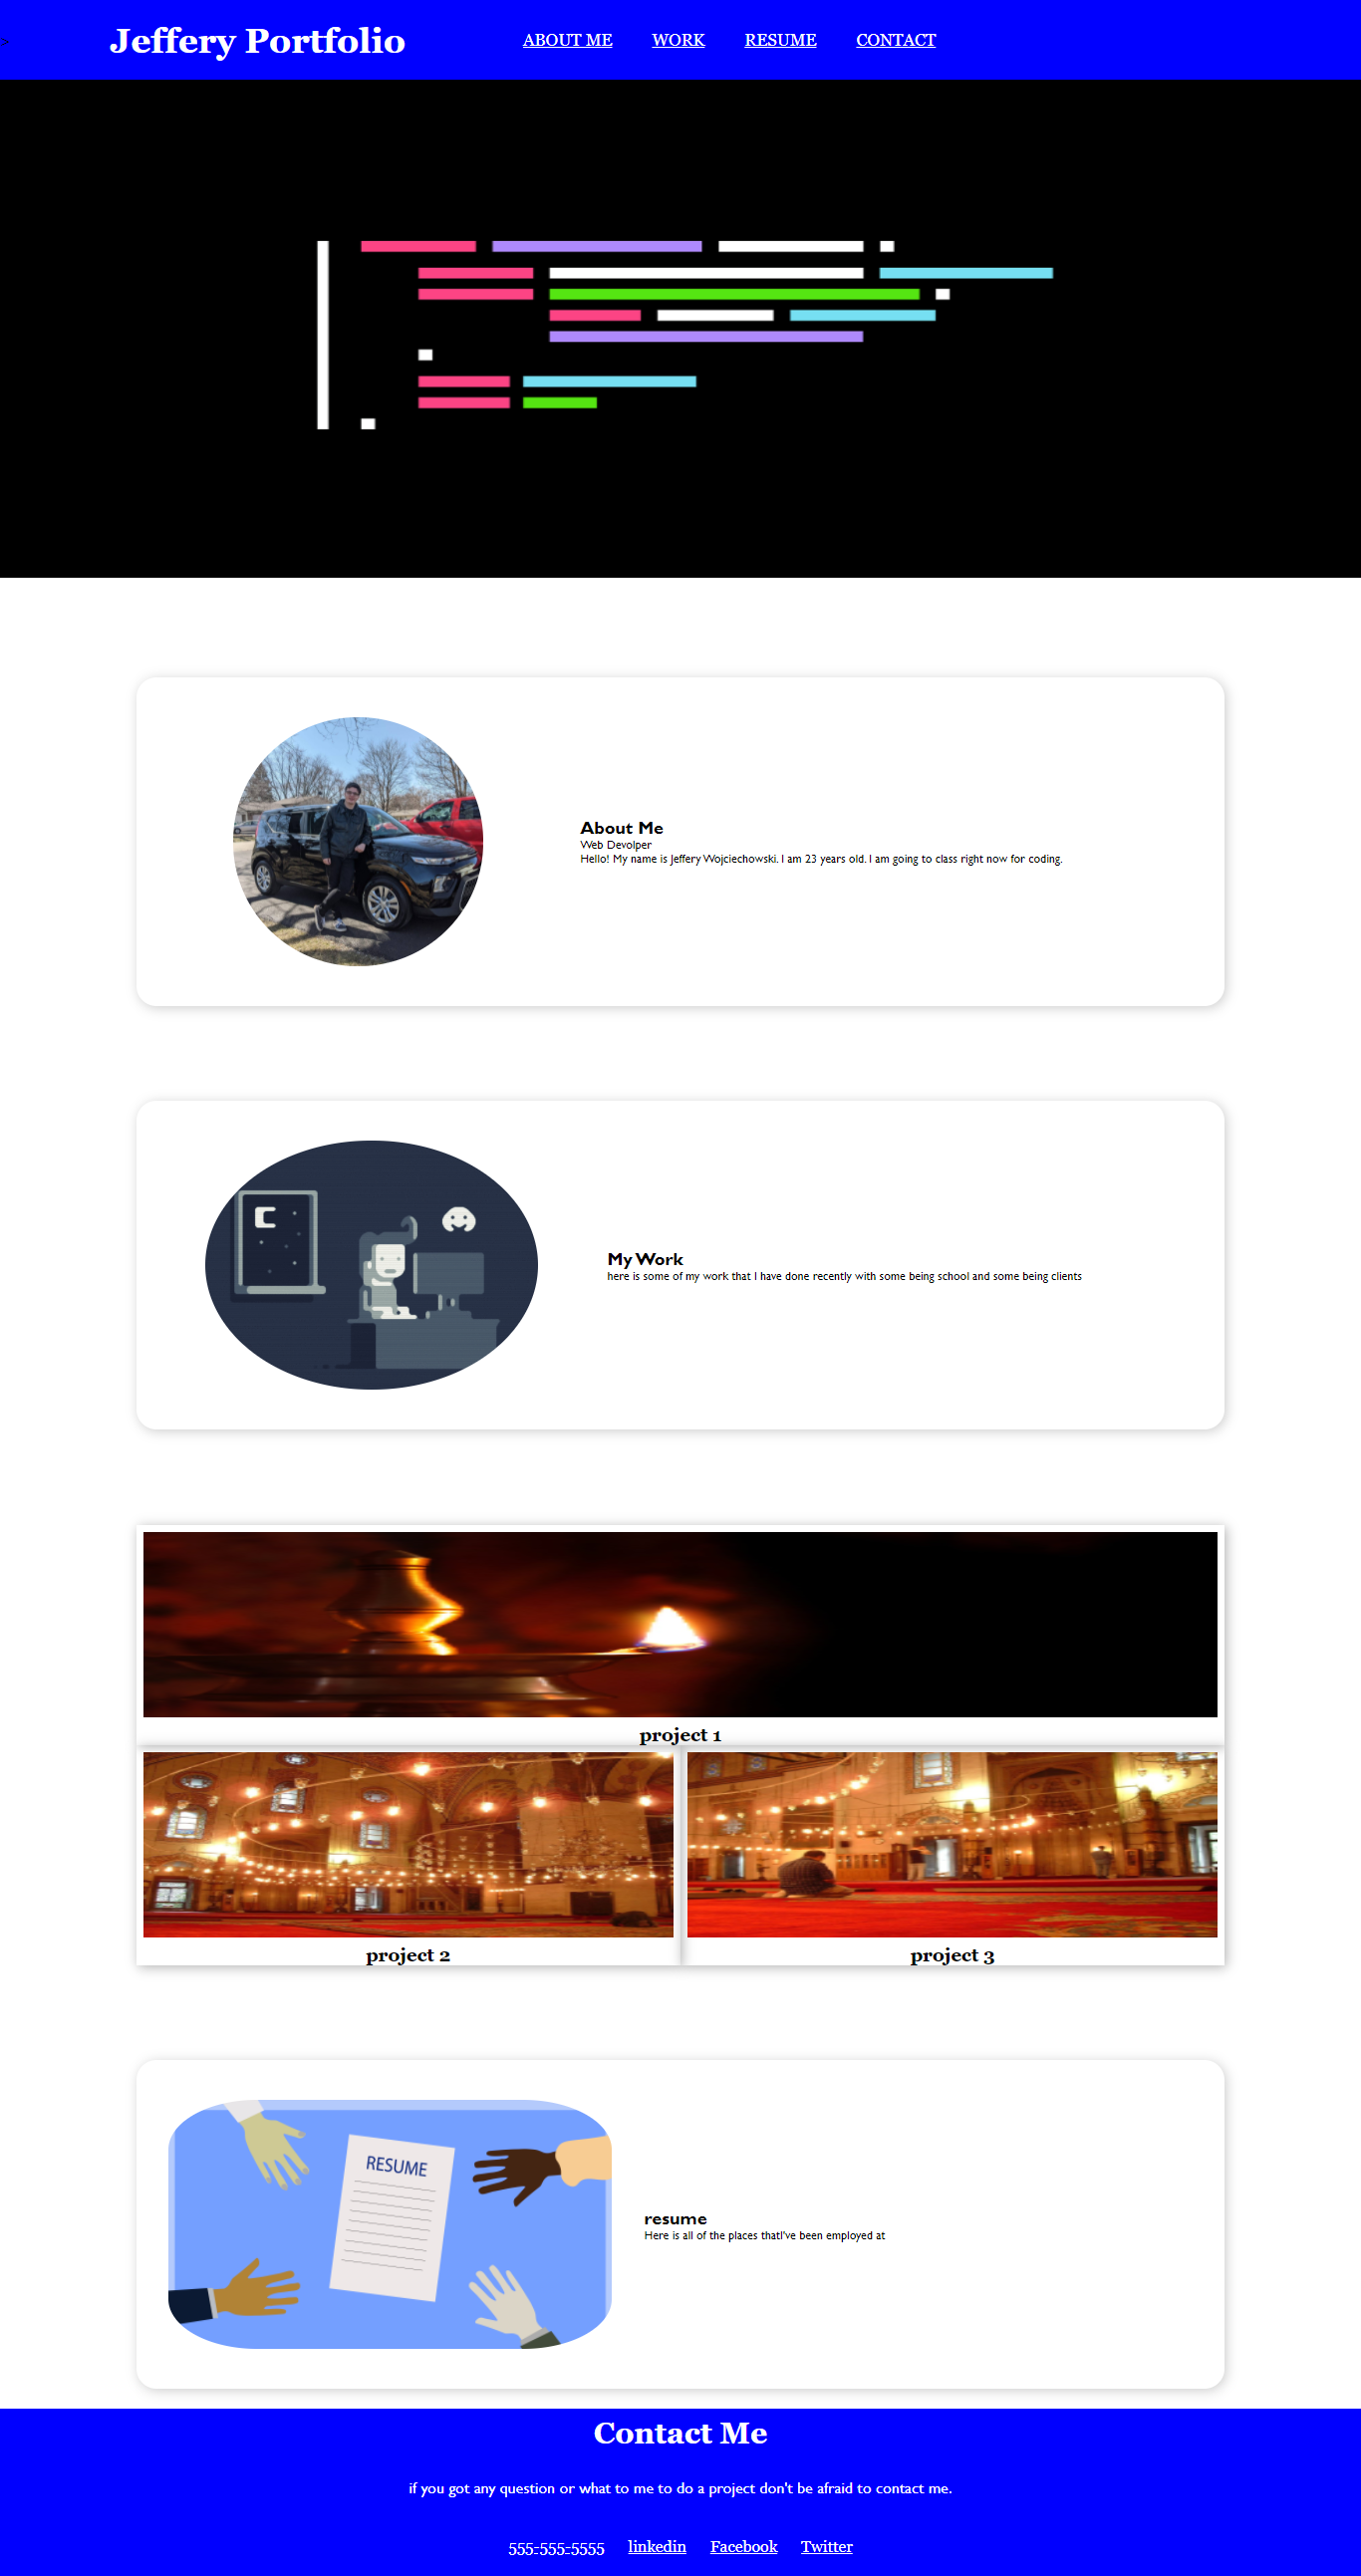 >
Jeffery Portfolio
ABOUT ME WORK RESUME CONTACT
About Me
Web Devolper
Hello! My name is Jeffery Wojciechowski. I am 23 years old. I am going to class right now for coding.
My Work
here is some of my work that I have done recently with some being school and some being clients
project 1
project 2
project 3
RESUME
resume
Here is all of the places thatI've been employed at
Contact Me
if you got any question or what to me to do a project don't be afraid to contact me.
555-555-5555 linkedin Facebook Twitter